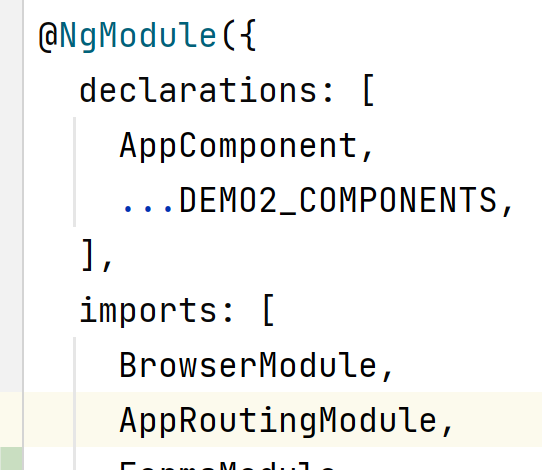 @NgModule({
declarations: [
AppComponent,
...DEMO2_COMPONENTS,
],
imports: [
BrowserModule,
AppRoutingModule,